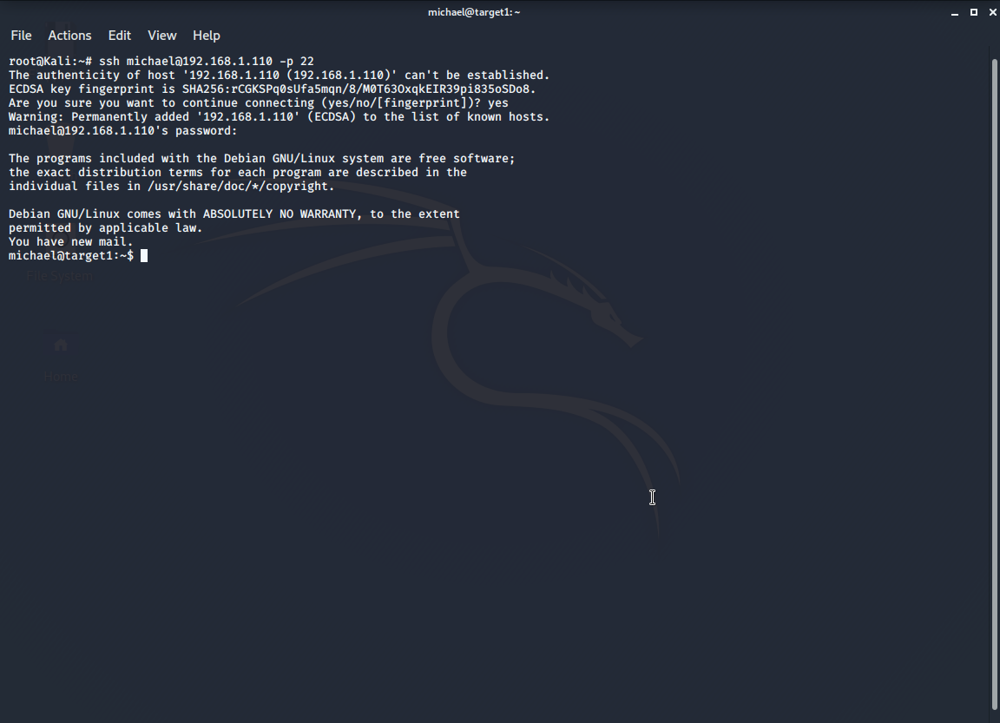 michael@target1: ~
File Actions Edit View Help
root@Kali:~# ssh michael@192.168.1.110 -p 22
The authenticity of host '192.168.1.110 (192.168.1.110)' can't be established.
ECDSA key fingerprint is SHA256:rCGKSPq0sUfa5mqn/8/M0T63OxqkEIR39pi835oSDo8.
Are you sure you want to continue connecting (yes/no/[fingerprint])? yes
Warning: Permanently added '192.168.1.110' (ECDSA) to the list of known hosts.
michael@192.168.1.110's password:
The programs included with the Debian GNU/Linux system are free software;
the exact distribution terms for each program are described in the
individual files in /usr/share/doc/*/copyright.
Debian GNU/Linux comes with ABSOLUTELY NO WARRANTY, to the extent
permitted by applicable law.
You have new mail.
michael@target1:~$
File System
Home